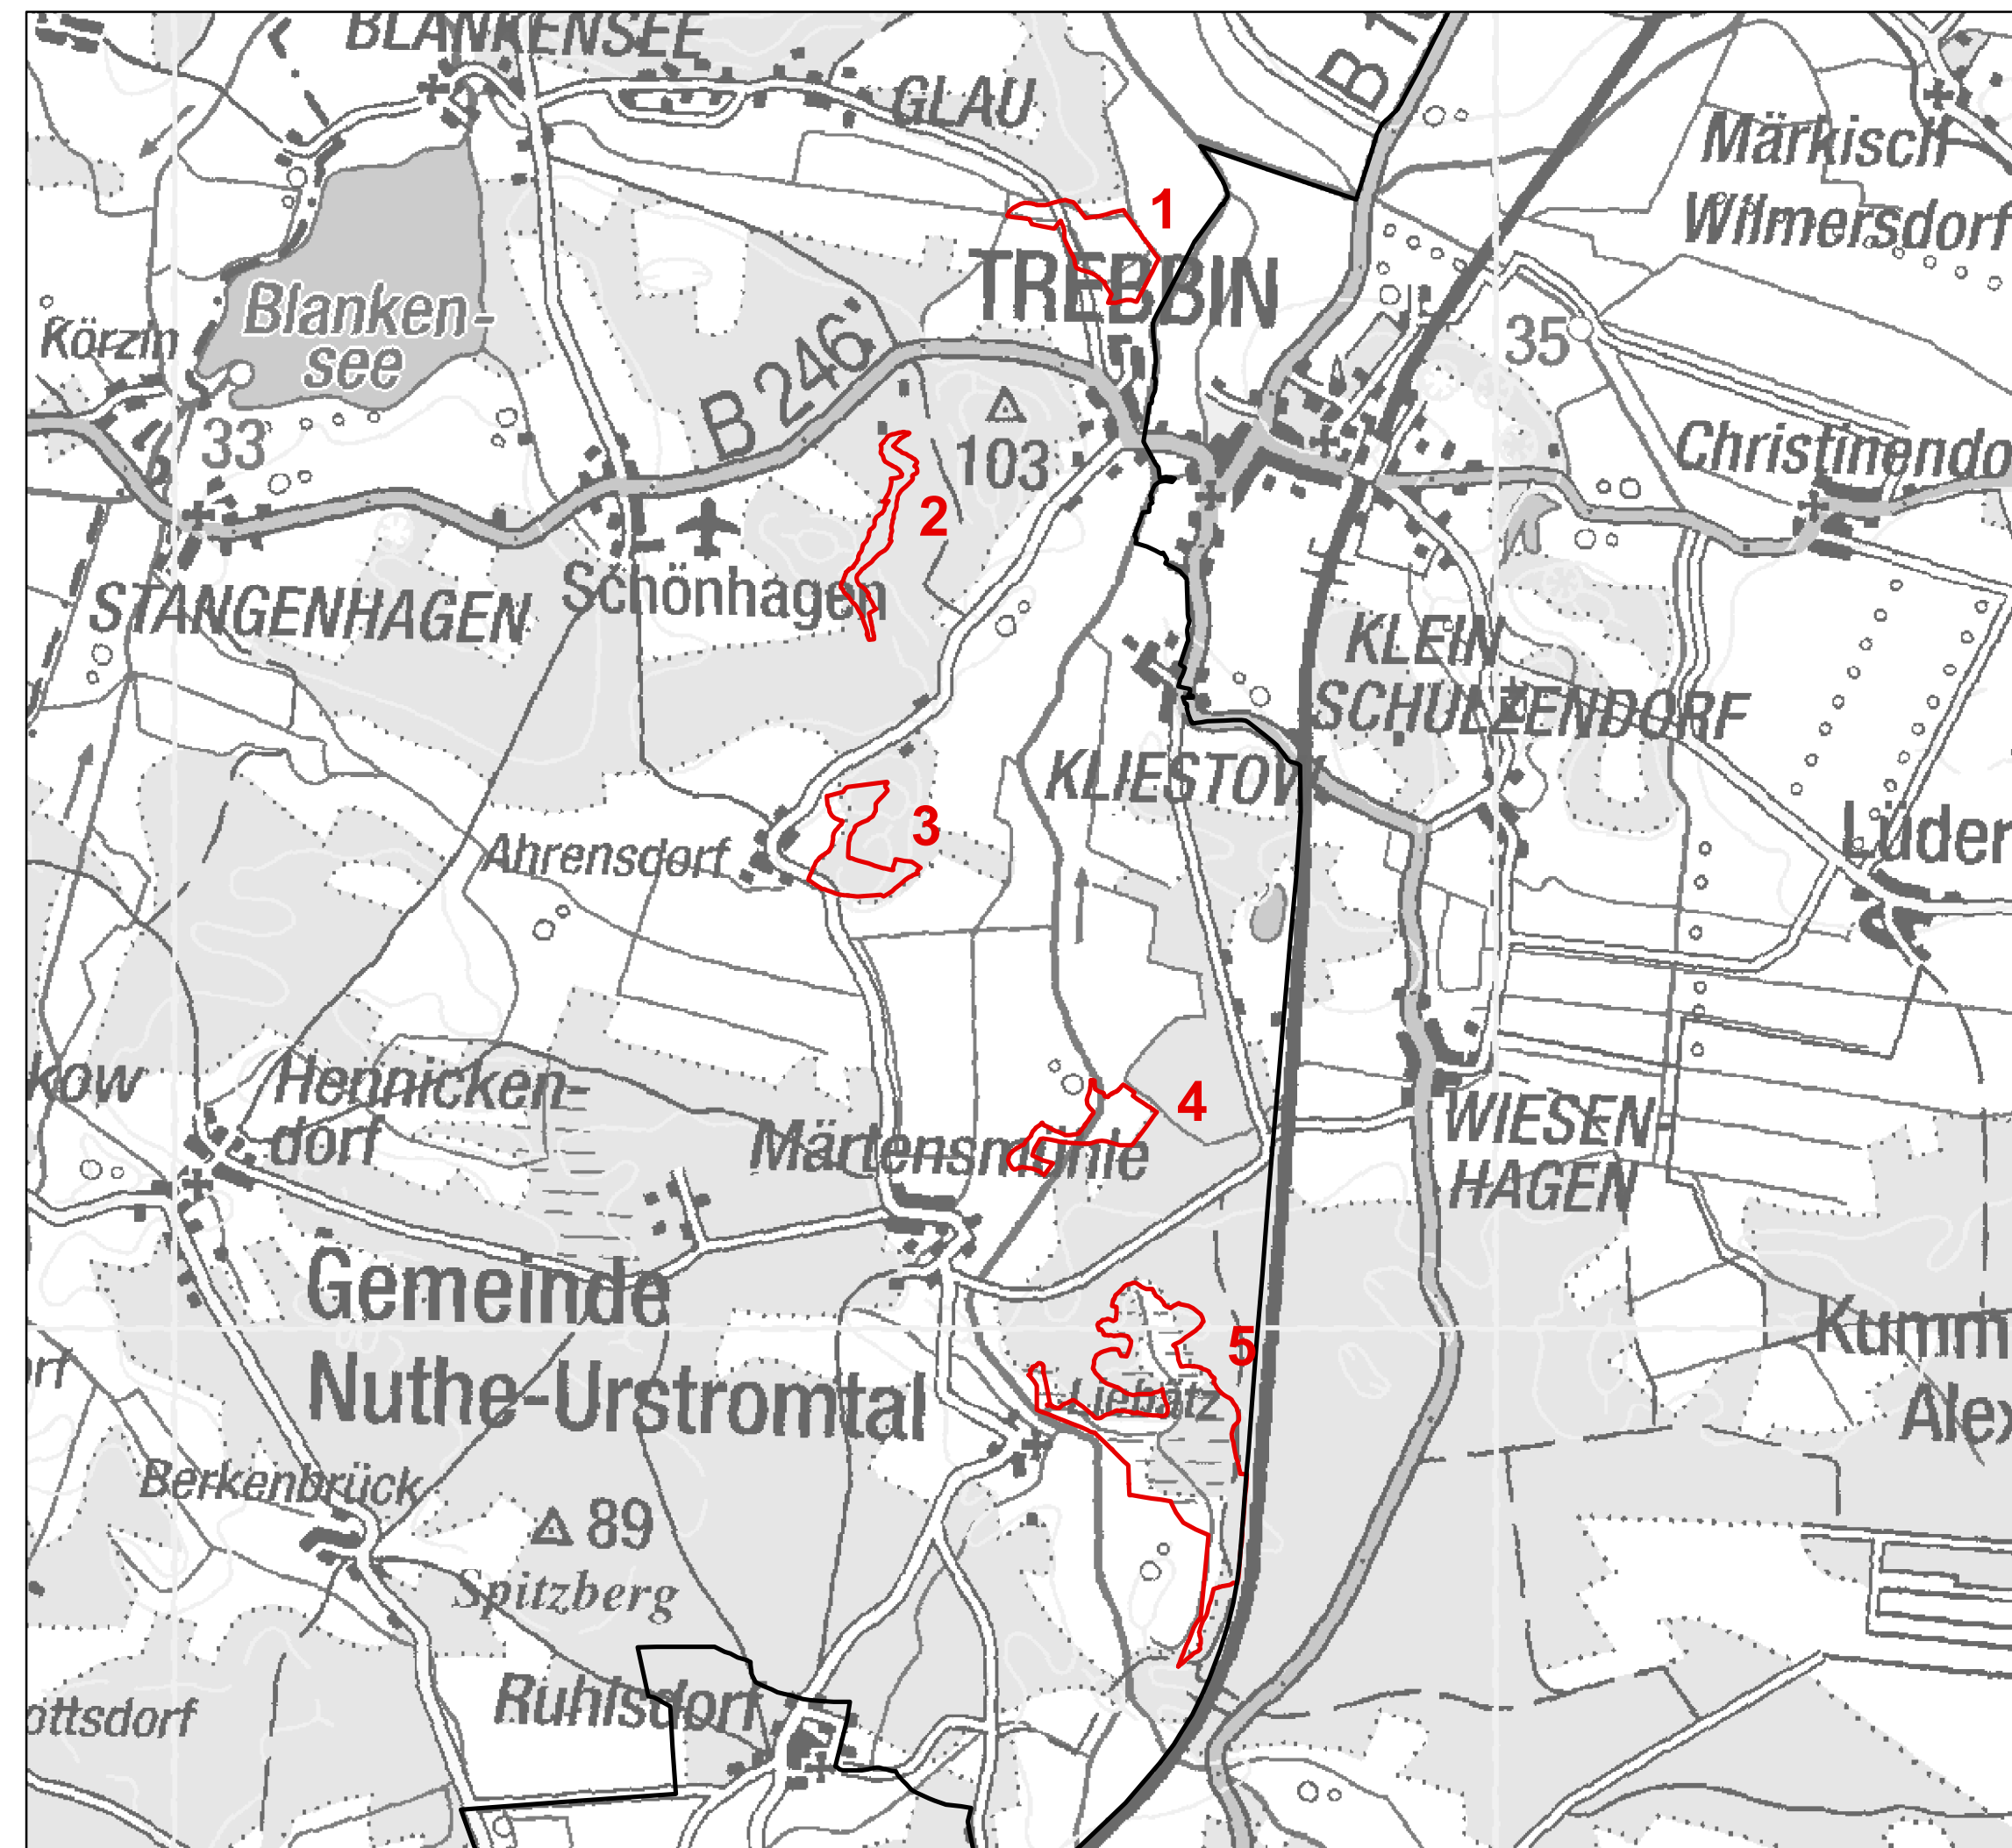 BLANKENSEE
GLAU
Märkisch
Wilmersdorf
1
TREBBIN
Blanken-
see
Körzin
35
B 246
33
103
Christinendo
2
Schönhagen
STANGENHAGEN
KLEIN
SCHULZENDORF
KLIESTOW
3
Ahrensdorf
Lüder
kow
Hennicken-
dorf
4
Märtensmühle
WIESEN-
HAGEN
Gemeinde
Nuthe-Urstromtal
5
Kumm
Alex
Liebätz
Berkenbrück
89
Spitzberg
Ruhlsdorf
ottsdorf